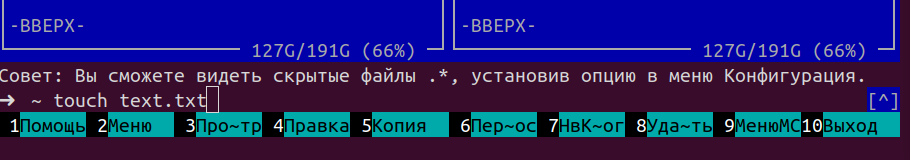 -ВВЕРХ- -ВВЕРХ-
127G/191G (66%) 127G/191G (66%)
Совет: Вы сможете видеть скрытые файлы .*, установив опцию в меню Конфигурация.
➜ ~ touch text.txt [^]
1Помощь 2Меню 3Про~тр 4Правка 5Копия 6Пер~ос 7НвК~ог 8Уда~ть 9МенюМС 10Выход